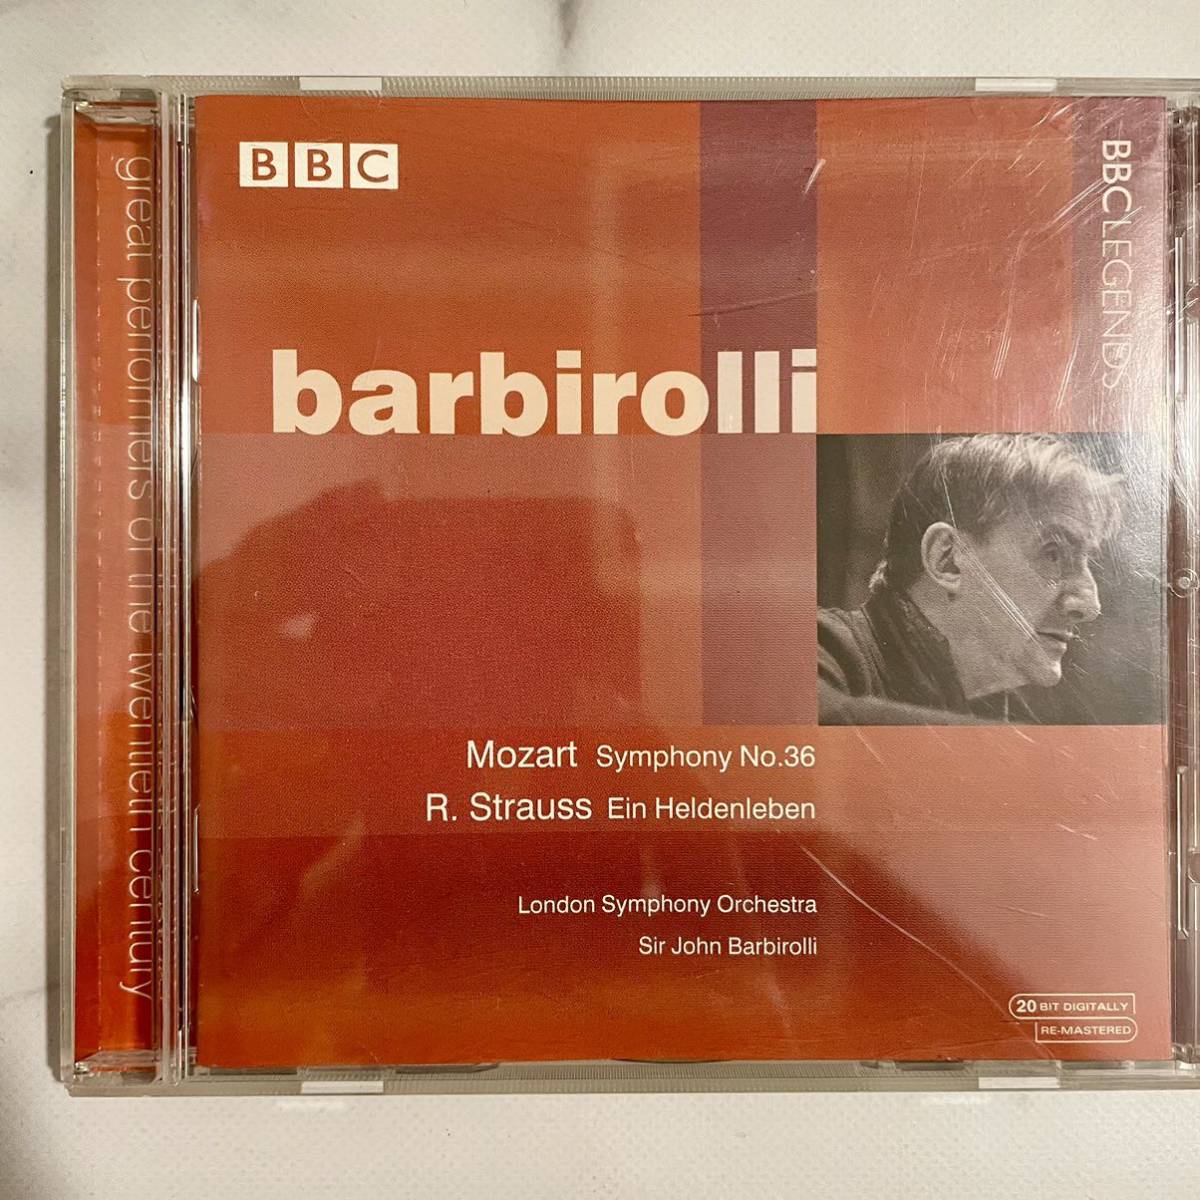 BBC
BBC LEGENDS
great performers of the twentieth century
barbirolli
Mozart Symphony No.36
R. Strauss Ein Heldenleben
London Symphony Orchestra
Sir John Barbirolli
20 BIT DIGITALLY
RE-MASTERED